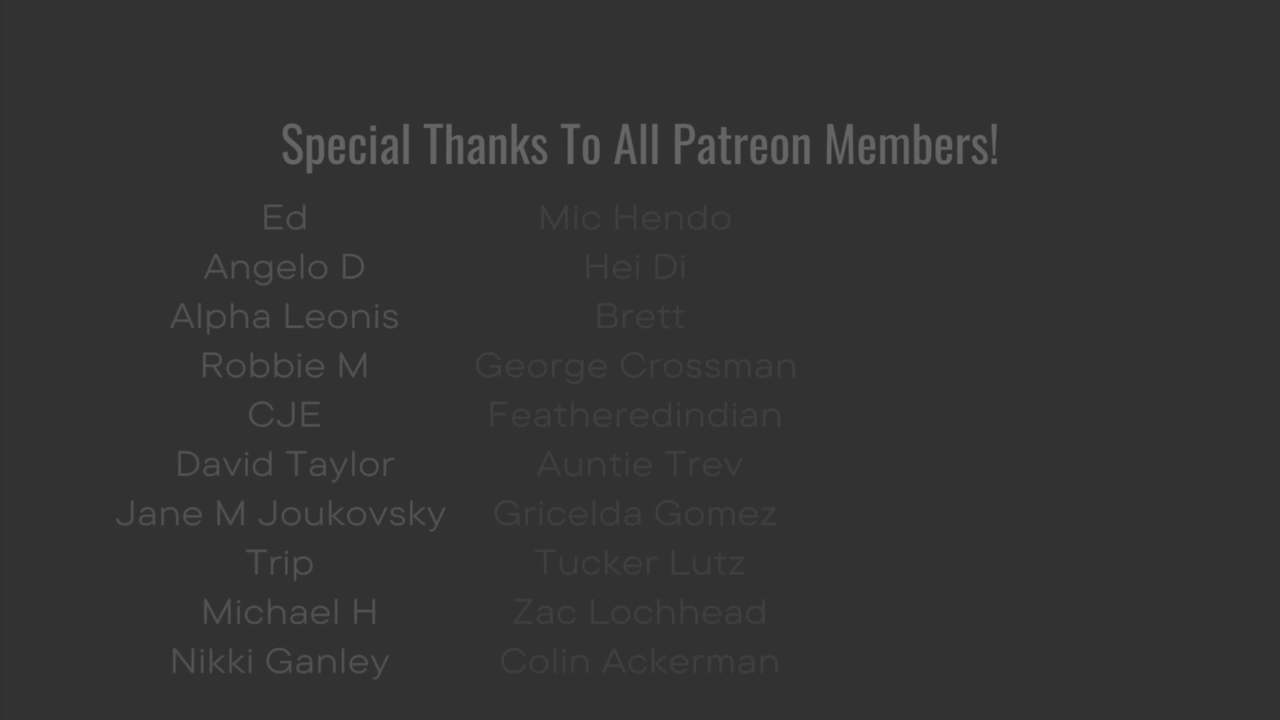 Special Thanks To All Patreon Members!
Ed
Angelo D
Alpha Leonis
Robbie M
CJE
David Taylor
Jane M Joukovsky
Trip
Michael H
Nikki Ganley
Mic Hendo
Hei Di
Brett
George Crossman
Featheredindian
Auntie Trev
Gricelda Gomez
Tucker Lutz
Zac Lochhead
Colin Ackerman